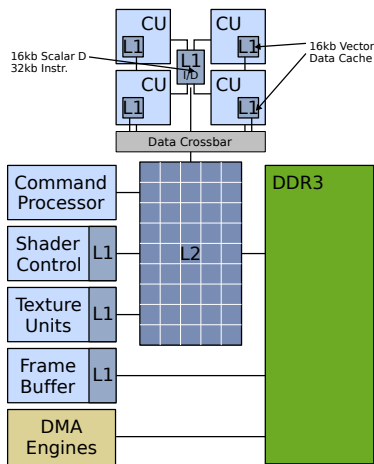 CU
CU
L1
L1
16kb Scalar D
32kb Instr.
L1
I/D
16kb Vector
Data Cache
CU
CU
L1
L1
Data Crossbar
Command
Processor
DDR3
Shader
Control
L1
L2
Texture
Units
L1
Frame
Buffer
L1
DMA
Engines